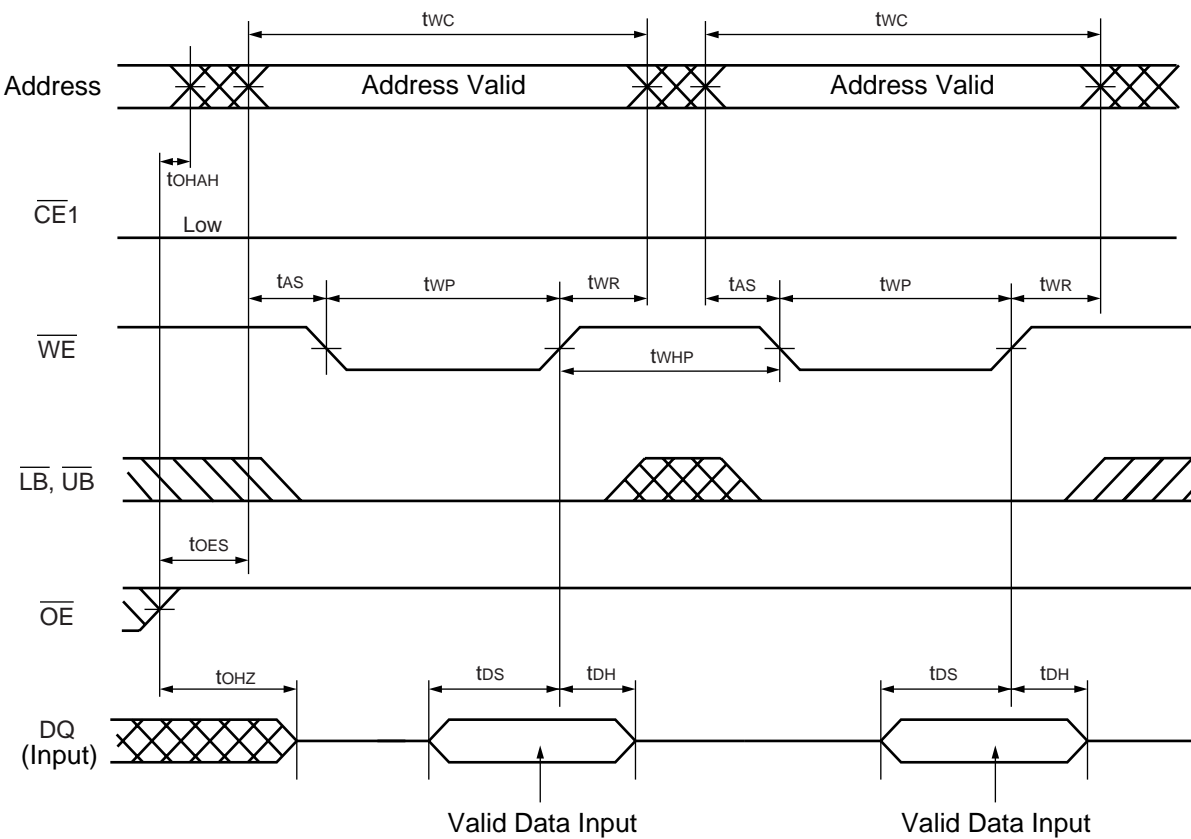 tWC tWC
Address Address Valid Address Valid
tOHAH
CE1 Low
tAS tWP tWR tAS tWP tWR
WE
tWHP
LB, UB
tOES
OE
tOHZ tDS tDH tDS tDH
DQ
(Input)
Valid Data Input Valid Data Input